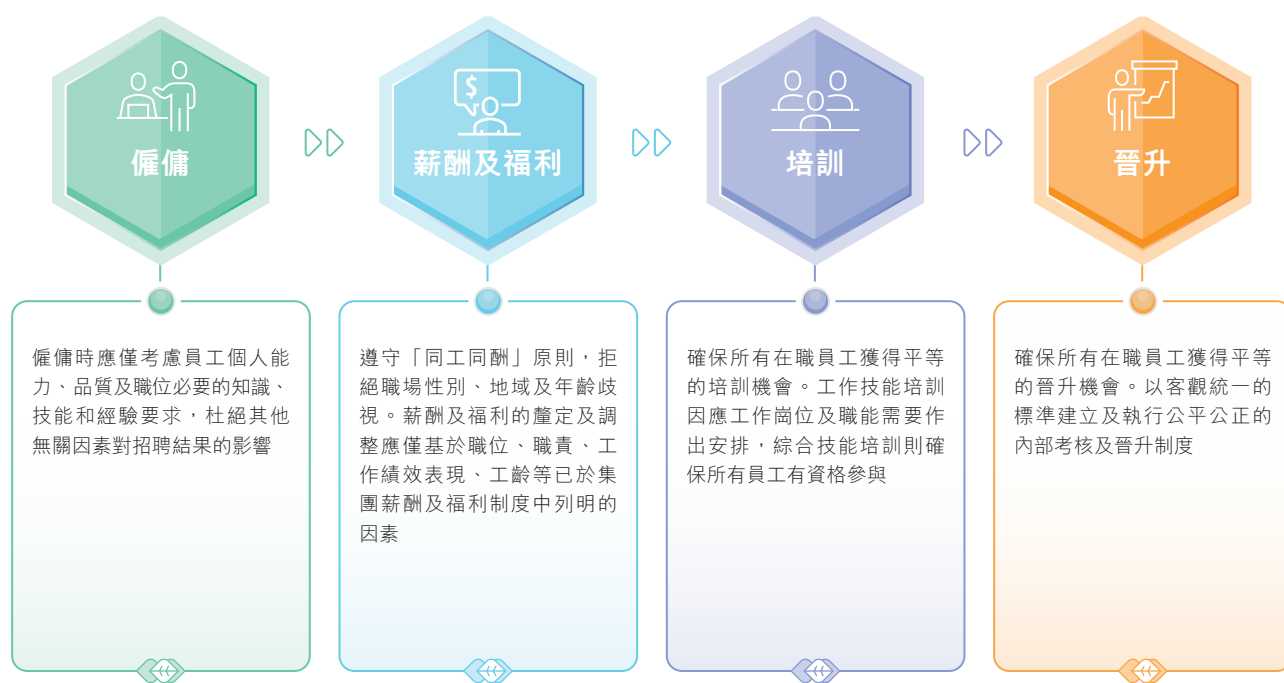 僱傭
薪酬及福利
培訓
晉升
僱傭時應僅考慮員工個人能
力、品質及職位必要的知識、
技能和經驗要求，杜絕其他
無關因素對招聘結果的影響
遵守「同工同酬」原則，拒
絕職場性別、地域及年齡歧
視。薪酬及福利的釐定及調
整應僅基於職位、職責、工
作績效表現、工齡等已於集
團薪酬及福利制度中列明的
因素
確保所有在職員工獲得平等
的培訓機會。工作技能培訓
因應工作崗位及職能需要作
出安排，綜合技能培訓則確
保所有員工有資格參與
確保所有在職員工獲得平等
的晉升機會。以客觀統一的
標準建立及執行公平公正的
內部考核及晉升制度